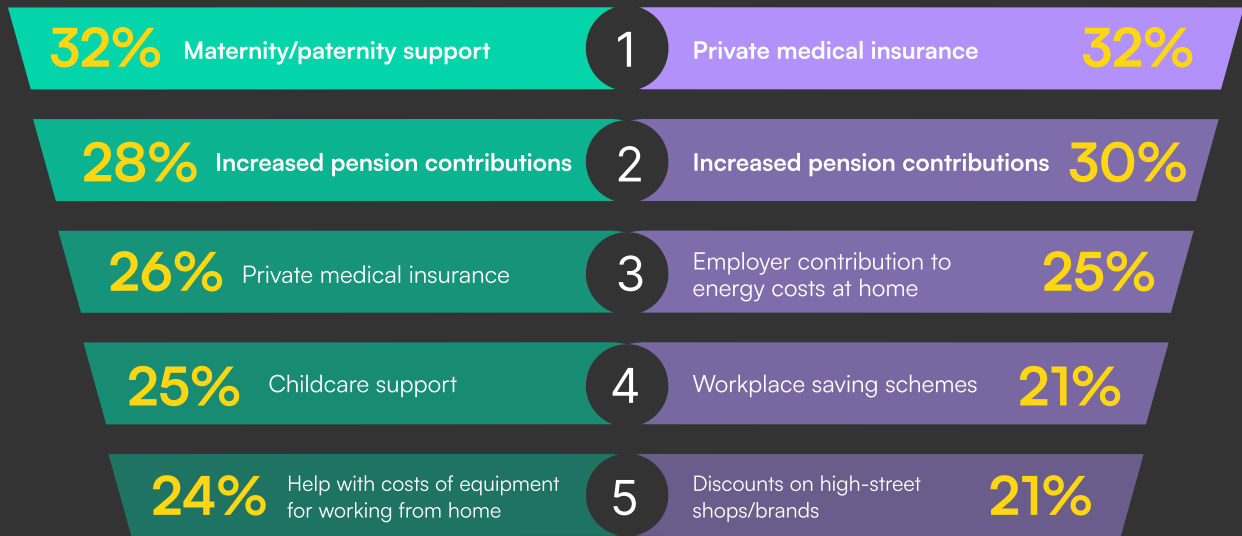 32% Maternity/paternity support 1 Private medical insurance 32%
28% Increased pension contributions 2 Increased pension contributions 30%
26% Private medical insurance 3 Employer contribution to
energy costs at home 25%
25% Childcare support 4 Workplace saving schemes 21%
24% Help with costs of equipment
for working from home 5 Discounts on high-street
shops/brands 21%